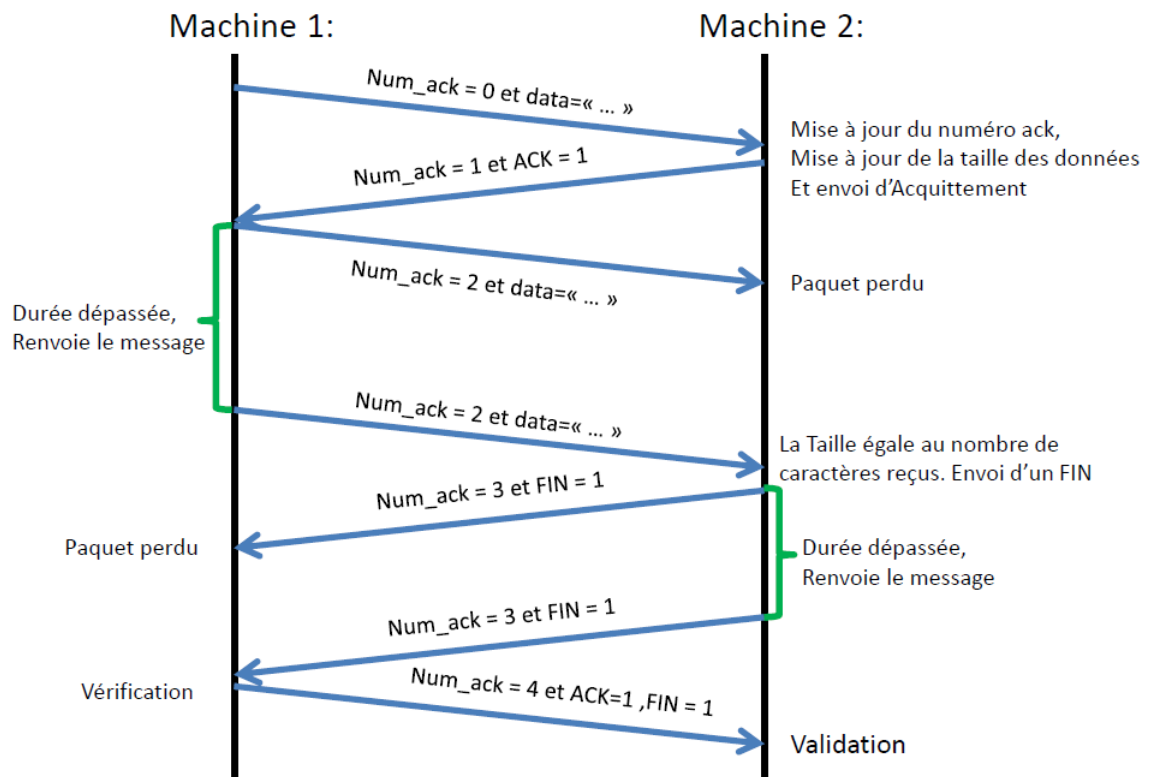 Machine 1:
Machine 2:
Num_ack = 0 et data=« ... »
Mise à jour du numéro ack,
Mise à jour de la taille des données
Et envoi d'Acquittement
Num_ack = 1 et ACK = 1
Num_ack = 2 et data=« ... »
Paquet perdu
Durée dépassée,
Renvoie le message
Num_ack = 2 et data=« ... »
La Taille égale au nombre de
caractères reçus. Envoi d'un FIN
Num_ack = 3 et FIN = 1
Paquet perdu
Durée dépassée,
Renvoie le message
Num_ack = 3 et FIN = 1
Vérification
Num_ack = 4 et ACK=1 ,FIN = 1
Validation